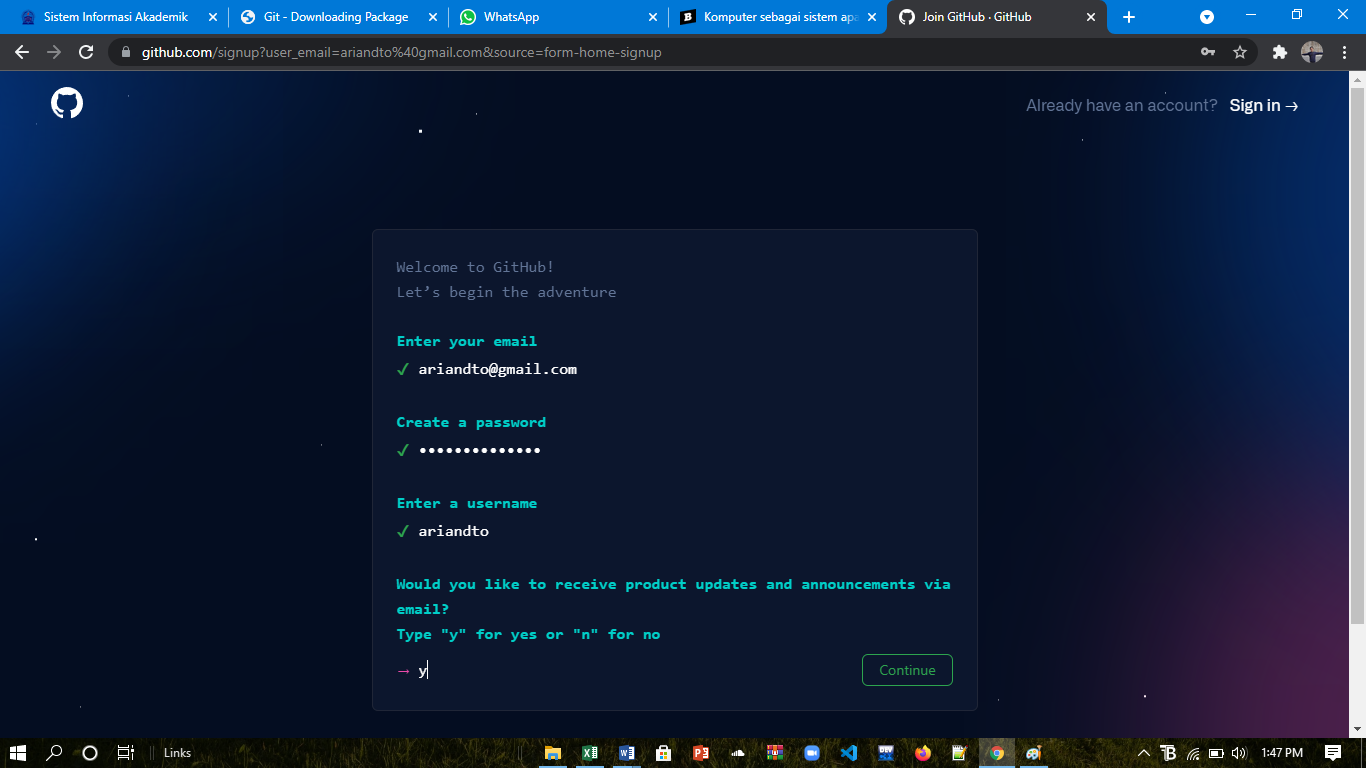 Sistem Informasi Akademik
Git - Downloading Package
WhatsApp
Komputer sebagai sistem apa
Join GitHub · GitHub
github.com/signup?user_email=ariandto%40gmail.com&source=form-home-signup
Already have an account? Sign in →
Welcome to GitHub!
Let’s begin the adventure
Enter your email
✓ ariandto@gmail.com
Create a password
✓ ••••••••••••••
Enter a username
✓ ariandto
Would you like to receive product updates and announcements via
email?
Type "y" for yes or "n" for no
→ y
Continue
Links
1:47 PM